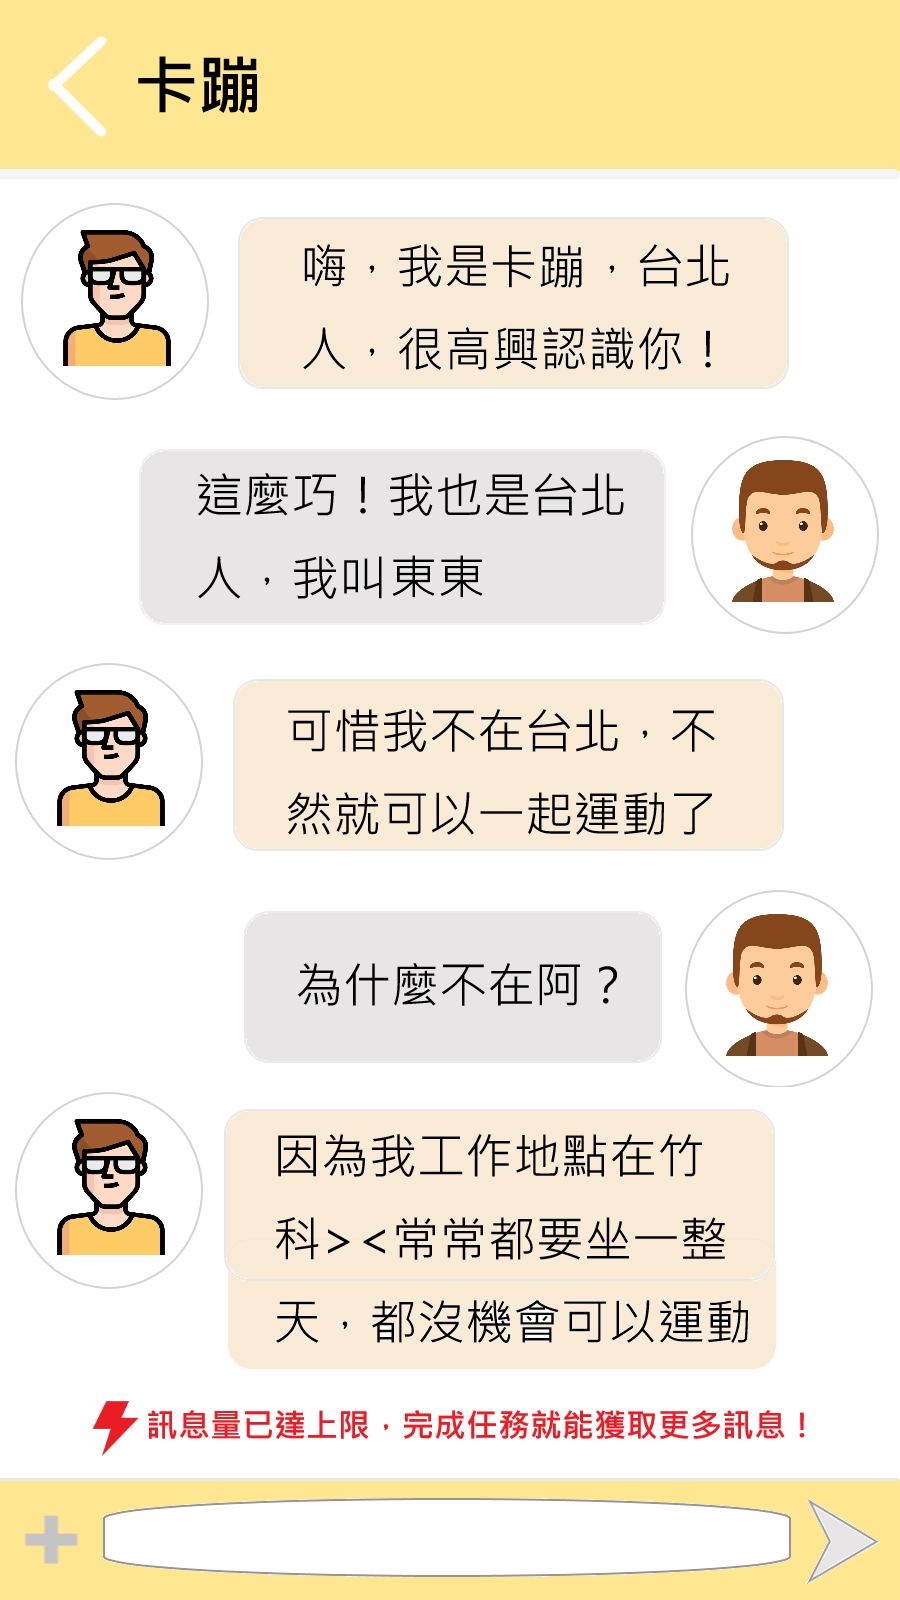 卡蹦
嗨，我是卡蹦，台北
人，很高興認識你！
這麼巧！我也是台北
人，我叫東東
可惜我不在台北，不
然就可以一起運動了
為什麼不在阿？
因為我工作地點在竹
科><常常都要坐一整
天，都沒機會可以運動
訊息量已達上限，完成任務就能獲取更多訊息！